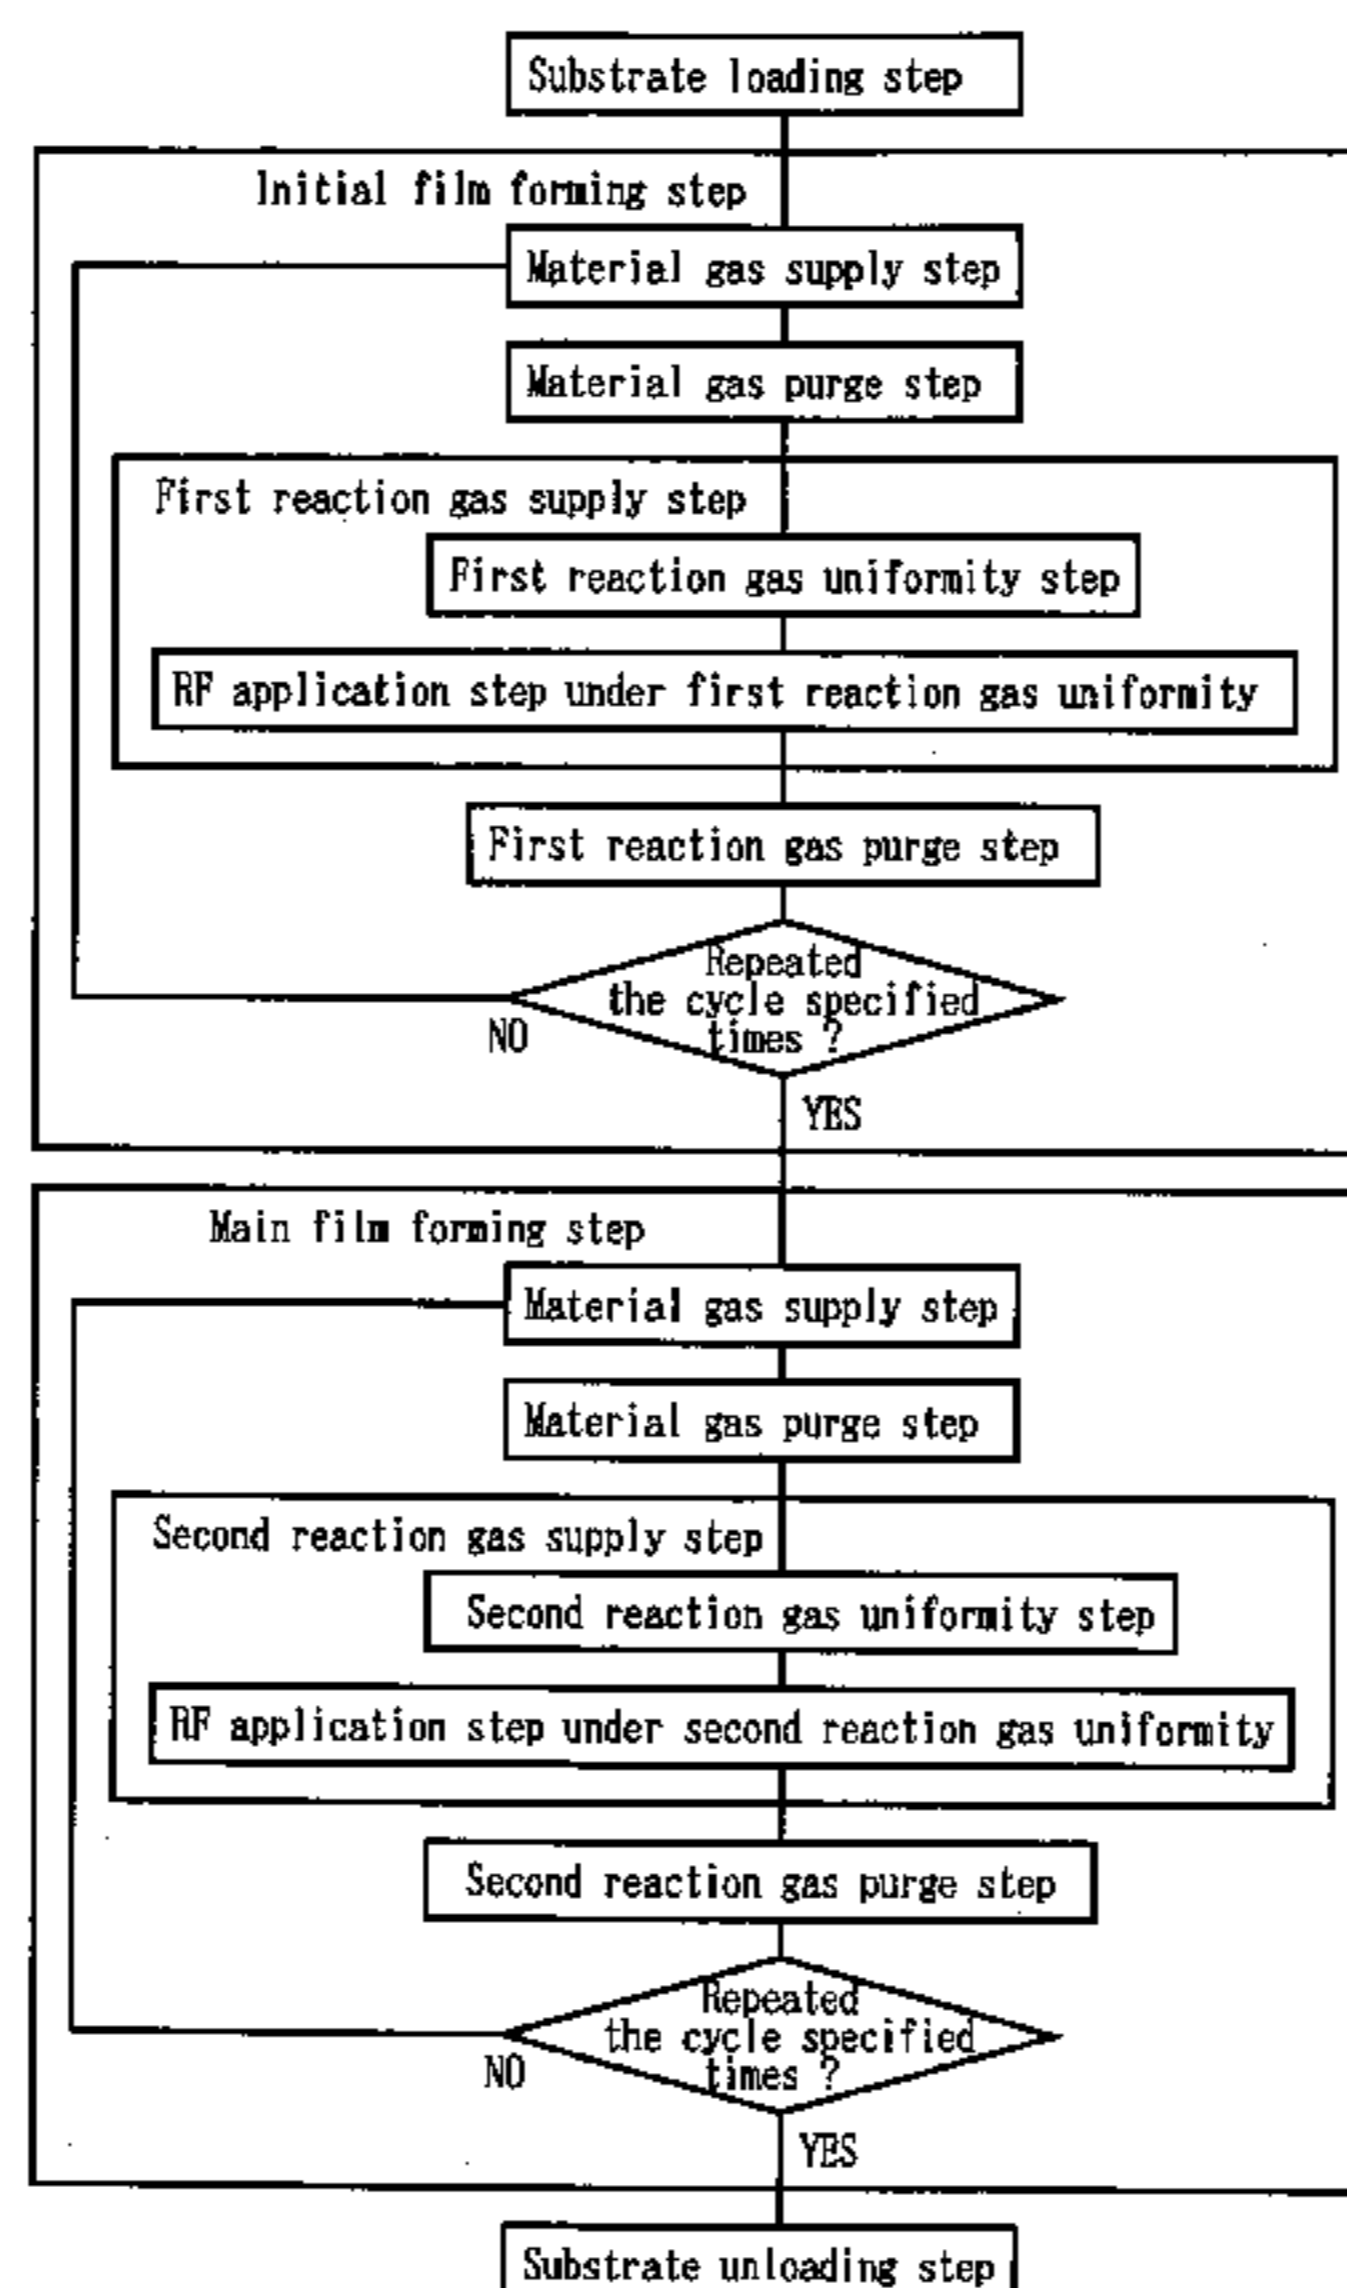 Substrate loading step
Initial film forming step
Material gas supply step
Material gas purge step
First reaction gas supply step
First reaction gas uniformity step
RF application step under first reaction gas uniformity
First reaction gas purge step
Repeated
the cycle specified
times ?
NO
YES
Main film forming step
Material gas supply step
Material gas purge step
Second reaction gas supply step
Second reaction gas uniformity step
RF application step under second reaction gas uniformity
Second reaction gas purge step
Repeated
the cycle specified
times ?
NO
YES
Substrate unloading step